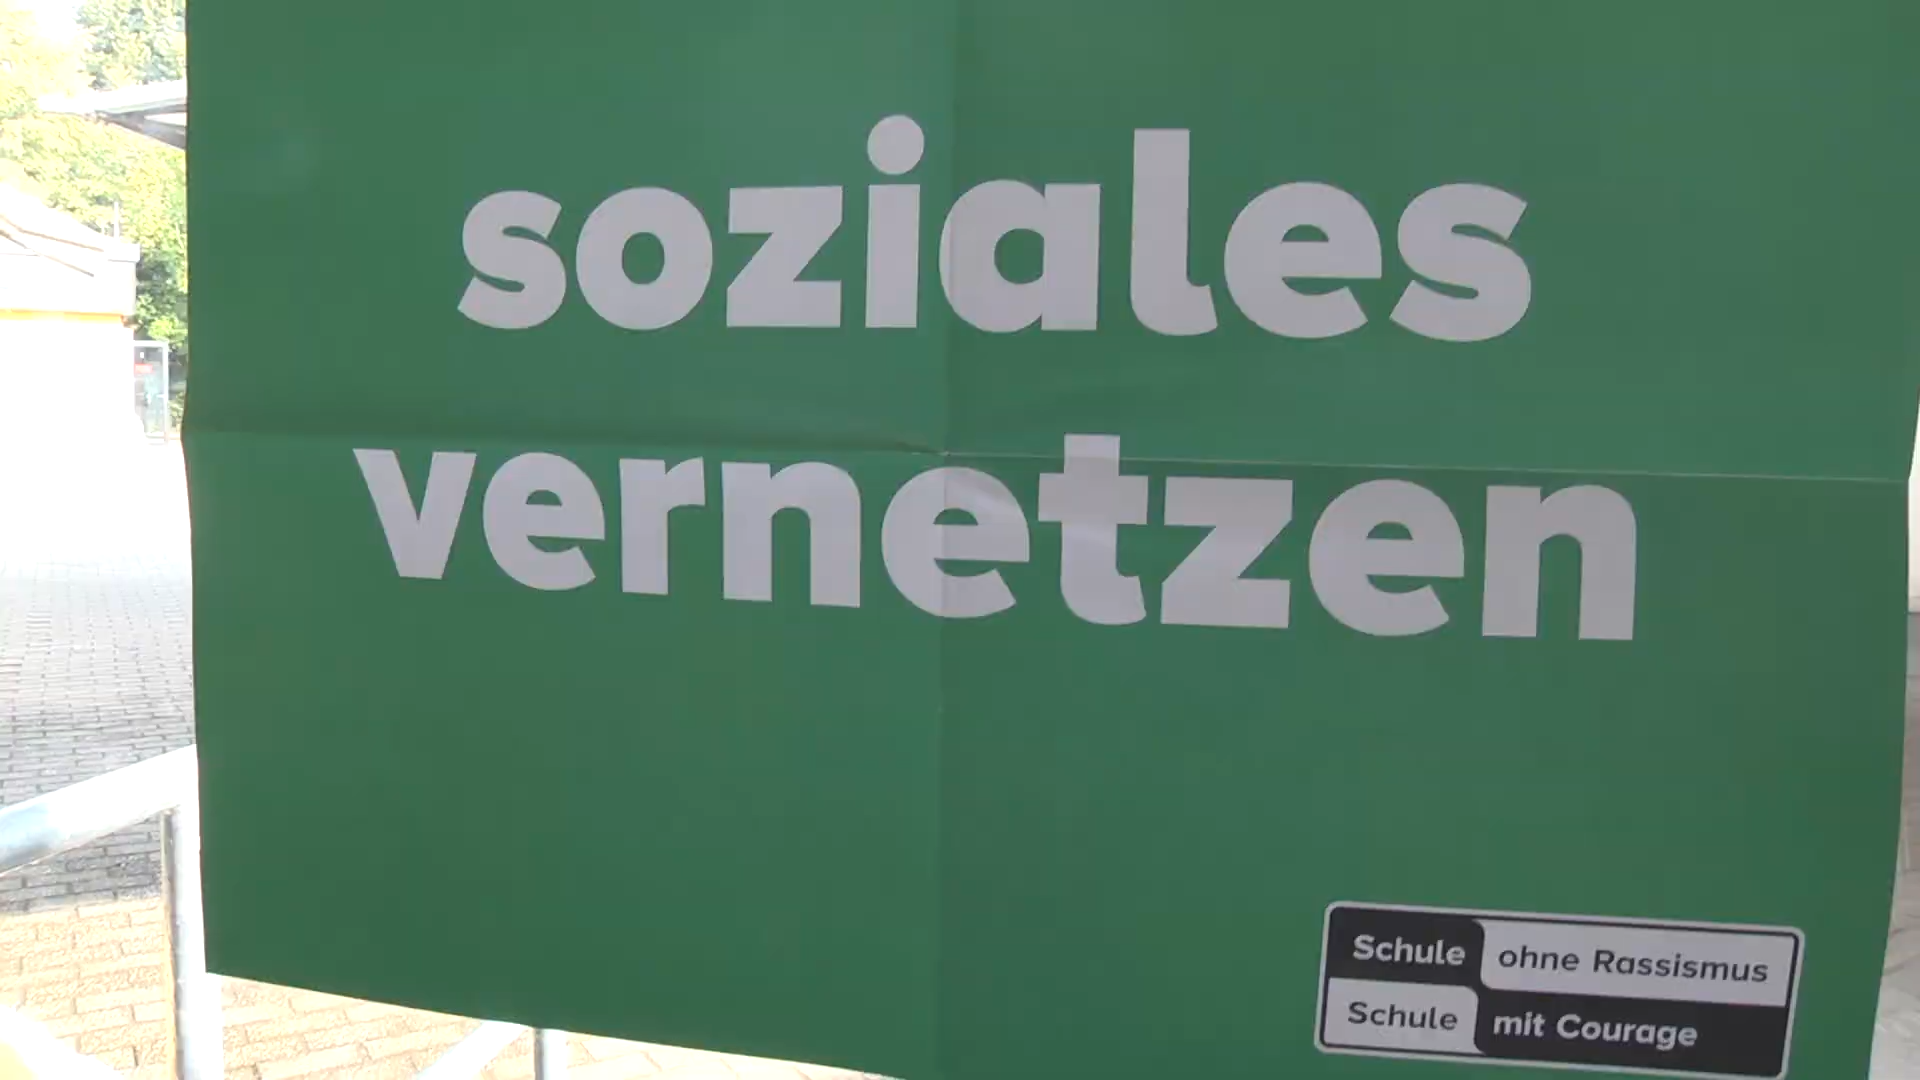 soziales
vernetzen
Schule ohne Rassismus
Schule mit Courage